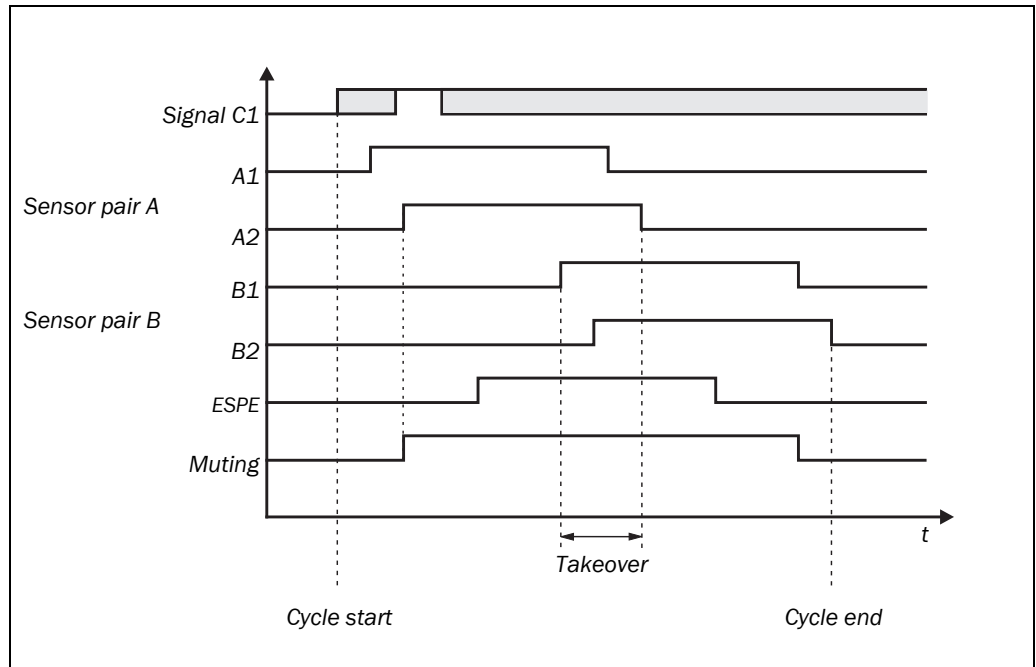 Signal C1
A1
Sensor pair A
A2
B1
Sensor pair B
B2
ESPE
Muting
t
Takeover
Cycle start
Cycle end